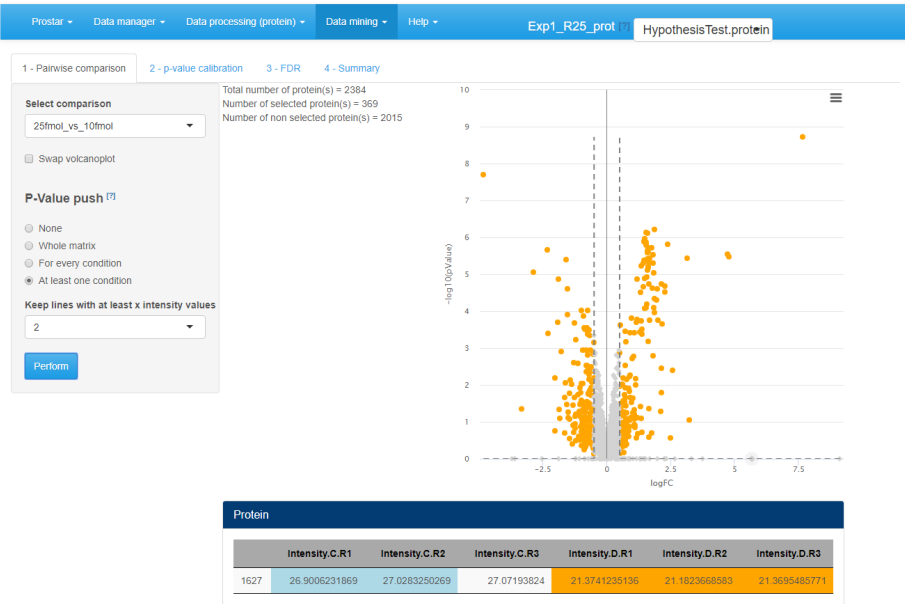 Prostar Data manager Data processing (protein) Data mining Help Exp1_R25_prot [?] HypothesisTest.protein
1 - Pairwise comparison 2 - p-value calibration 3 - FDR 4 - Summary
Select comparison
25fmol_vs_10fmol
Swap volcanoplot
P-Value push [?]
None
Whole matrix
For every condition
At least one condition
Keep lines with at least x intensity values
2
Perform
Total number of protein(s) = 2384
Number of selected protein(s) = 369
Number of non selected protein(s) = 2015
10
9
8
7
6
5
4
3
2
1
0
-log10(pValue)
−2.5 0 2.5 5 7.5
logFC
Protein
Intensity.C.R1 Intensity.C.R2 Intensity.C.R3 Intensity.D.R1 Intensity.D.R2 Intensity.D.R3
1627 26.9006231869 27.0283250269 27.07193824 21.3741235136 21.1823668583 21.3695485771